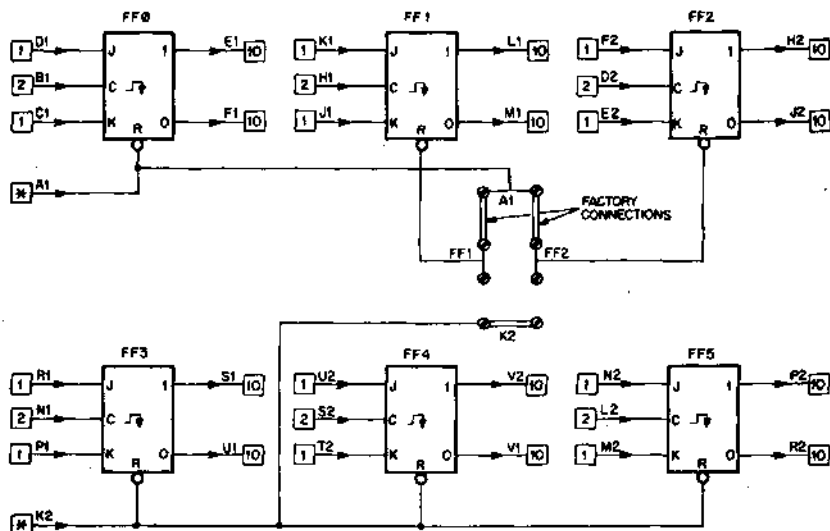 FF0 FF1 FF2
1 D1 J 1 E1 10 1 K1 J 1 L1 10 1 F2 J 1 H2 10
2 B1 C 2 H1 C 2 D2 C
1 C1 K 0 F1 10 1 J1 K 0 M1 10 1 E2 K 0 J2 10
R R R
* A1
A1
FACTORY
CONNECTIONS
FF1 FF2
K2
FF3 FF4 FF5
1 R1 J 1 S1 10 1 U2 J 1 V2 10 1 N2 J 1 P2 10
2 N1 C 2 S2 C 2 L2 C
1 P1 K 0 U1 10 1 T2 K 0 V1 10 1 M2 K 0 R2 10
R R R
* K2